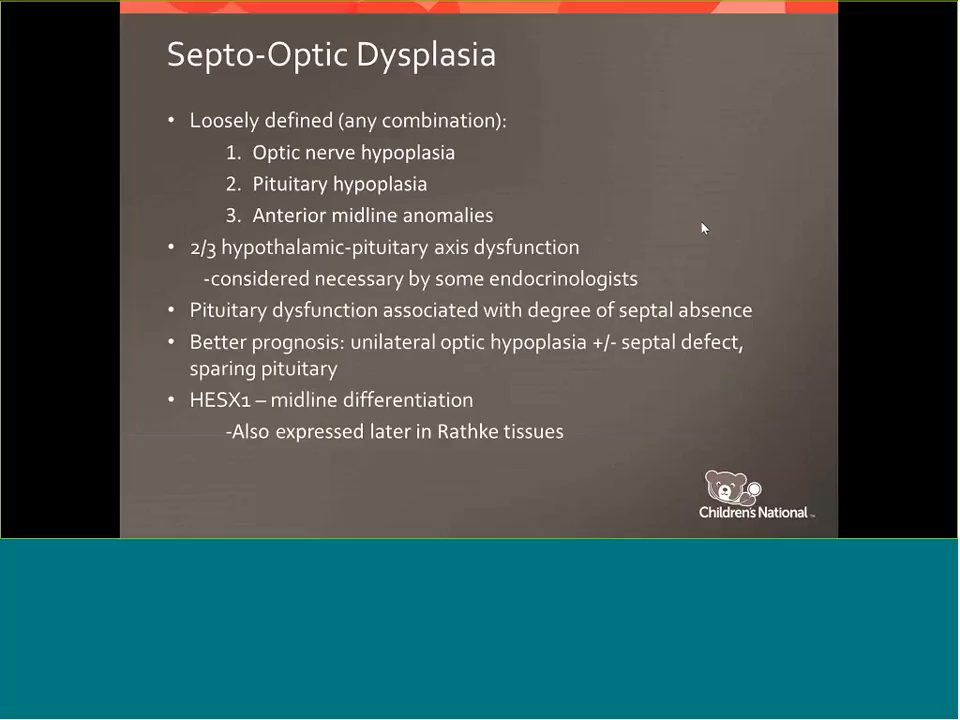 Septo-Optic Dysplasia
• Loosely defined (any combination):
1. Optic nerve hypoplasia
2. Pituitary hypoplasia
3. Anterior midline anomalies
• 2/3 hypothalamic-pituitary axis dysfunction
-considered necessary by some endocrinologists
• Pituitary dysfunction associated with degree of septal absence
• Better prognosis: unilateral optic hypoplasia +/- septal defect,
sparing pituitary
• HESX1 – midline differentiation
-Also expressed later in Rathke tissues
Children's National™